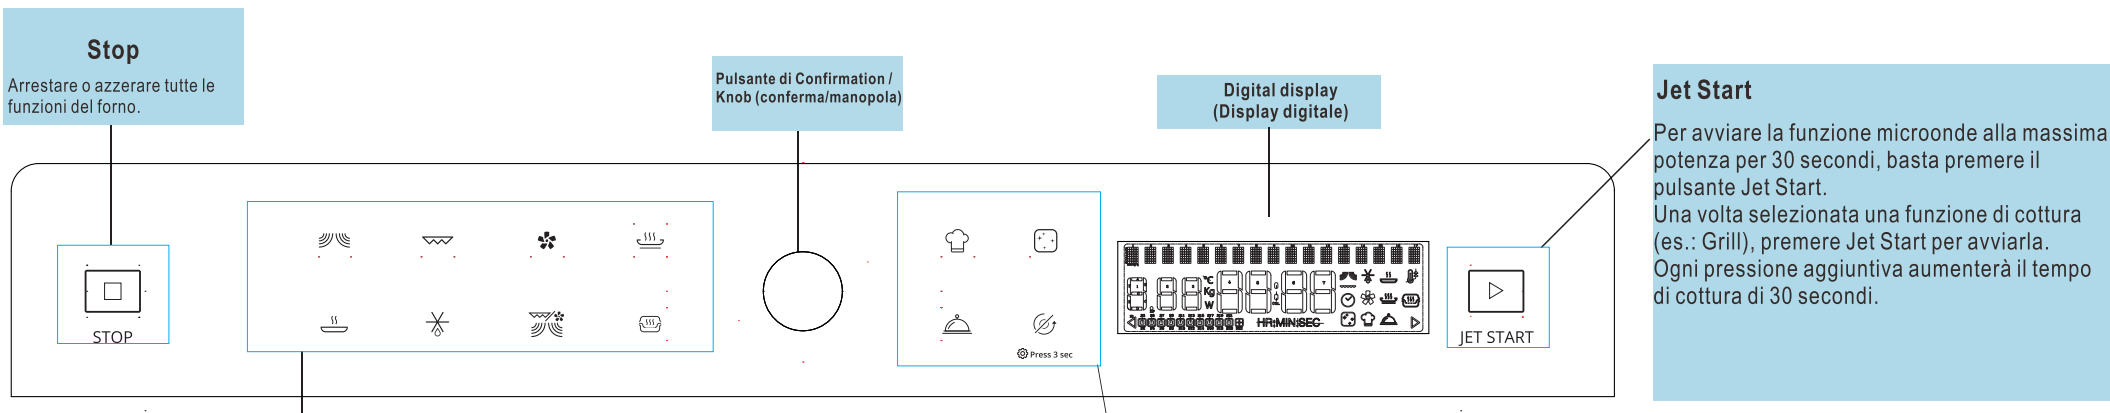 Stop
Arrestare o azzerare tutte le
funzioni del forno.
Pulsante di Confirmation /
Knob (conferma/manopola)
Digital display
(Display digitale)
Jet Start
Per avviare la funzione microonde alla massima
potenza per 30 secondi, basta premere il
pulsante Jet Start.
Una volta selezionata una funzione di cottura
(es.: Grill), premere Jet Start per avviarla.
Ogni pressione aggiuntiva aumenterà il tempo
di cottura di 30 secondi.
STOP
Press 3 sec
°C
Kg
W
HR:MIN:SEC
JET START